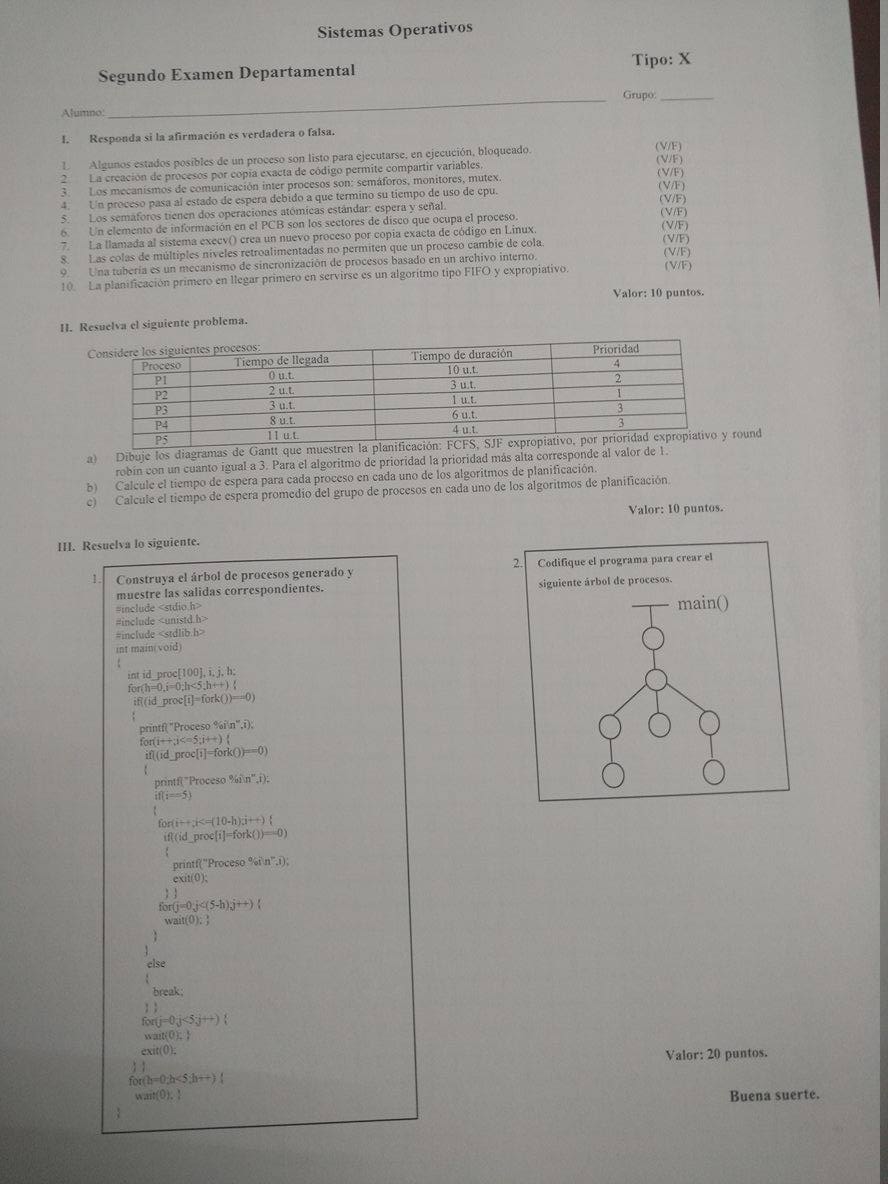 Sistemas Operativos
Segundo Examen Departamental
Tipo: X
Alumno: ____________ Grupo: ________
I. Responda si la afirmación es verdadera o falsa.
1. Algunos estados posibles de un proceso son listo para ejecutarse, en ejecución, bloqueado. (V/F)
2. La creación de procesos por copia exacta de código permite compartir variables. (V/F)
3. Los mecanismos de comunicación inter procesos son: semáforos, monitores, mutex. (V/F)
4. Un proceso pasa al estado de espera debido a que termino su tiempo de uso de cpu. (V/F)
5. Los semáforos tienen dos operaciones atómicas estándar: espera y señal. (V/F)
6. Un elemento de información en el PCB son los sectores de disco que ocupa el proceso. (V/F)
7. La llamada al sistema execv() crea un nuevo proceso por copia exacta de código en Linux. (V/F)
8. Las colas de múltiples niveles retroalimentadas no permiten que un proceso cambie de cola. (V/F)
9. Una tubería es un mecanismo de sincronización de procesos basado en un archivo interno. (V/F)
10. La planificación primero en llegar primero en servirse es un algoritmo tipo FIFO y expropiativo. (V/F)
Valor: 10 puntos.
II. Resuelva el siguiente problema.
Considere los siguientes procesos:
Proceso Tiempo de llegada Tiempo de duración Prioridad
P1 0 u.t. 10 u.t. 4
P2 2 u.t. 3 u.t. 2
P3 3 u.t. 1 u.t. 1
P4 8 u.t. 6 u.t. 3
P5 11 u.t. 4 u.t. 3
a) Dibuje los diagramas de Gantt que muestren la planificación: FCFS, SJF expropiativo, por prioridad expropiativo y round
robin con un cuanto igual a 3. Para el algoritmo de prioridad la prioridad más alta corresponde al valor de 1.
b) Calcule el tiempo de espera para cada proceso en cada uno de los algoritmos de planificación.
c) Calcule el tiempo de espera promedio del grupo de procesos en cada uno de los algoritmos de planificación.
Valor: 10 puntos.
III. Resuelva lo siguiente.
1. Construya el árbol de procesos generado y
muestre las salidas correspondientes.
#include <stdio.h>
#include <unistd.h>
#include <stdlib.h>
int main(void)
{
int id_proc[100], i, j, h;
for(h=0,i=0;h<5;h++) {
if((id_proc[i]=fork())==0)
{
printf("Proceso %i\n",i);
for(i++;i<=5;i++) {
if((id_proc[i]=fork())==0)
{
printf("Proceso %i\n",i);
if(i==5)
{
for(i++;i<=(10-h);i++) {
if((id_proc[i]=fork())==0)
{
printf("Proceso %i\n",i);
exit(0);
} }
for(j=0;j<(5-h);j++) {
wait(0); }
}
}
else
{
break;
} }
for(j=0;j<5;j++) {
wait(0); }
exit(0);
} }
for(h=0;h<5;h++) {
wait(0); }
}
2. Codifique el programa para crear el
siguiente árbol de procesos.
main()
Valor: 20 puntos.
Buena suerte.